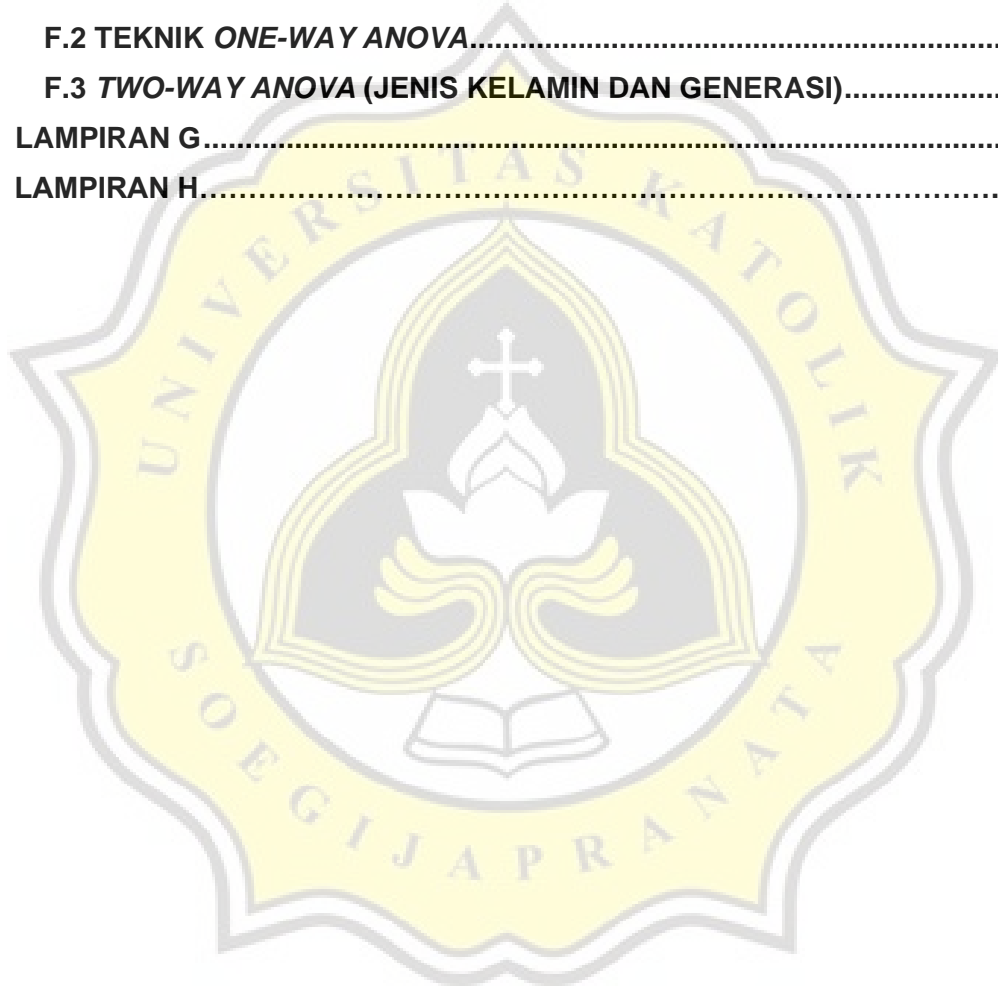 F.2 TEKNIK ONE-WAY ANOVA.......................................................................
F.3 TWO-WAY ANOVA (JENIS KELAMIN DAN GENERASI)...................
LAMPIRAN G.......................................................................................................
LAMPIRAN H.......................................................................................................
UNIVERSITAS KATOLIK
SOEGIJAPRANATA